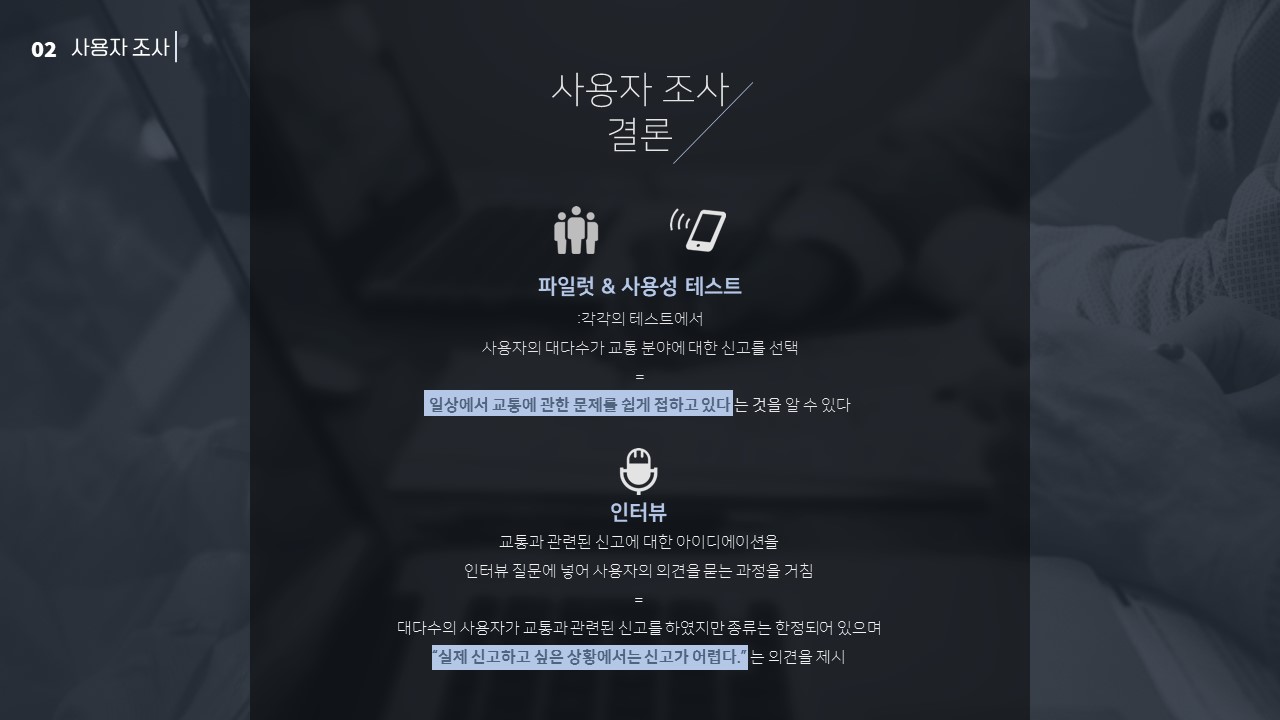 02 사용자 조사
사용자 조사
결론
파일럿 & 사용성 테스트
:각각의 테스트에서
사용자의 대다수가 교통 분야에 대한 신고를 선택
=
일상에서 교통에 관한 문제를 쉽게 접하고 있다는 것을 알 수 있다
인터뷰
교통과 관련된 신고에 대한 아이디에이션을
인터뷰 질문에 넣어 사용자의 의견을 묻는 과정을 거침
=
대다수의 사용자가 교통과 관련된 신고를 하였지만 종류는 한정되어 있으며
“실제 신고하고 싶은 상황에서는 신고가 어렵다.”는 의견을 제시